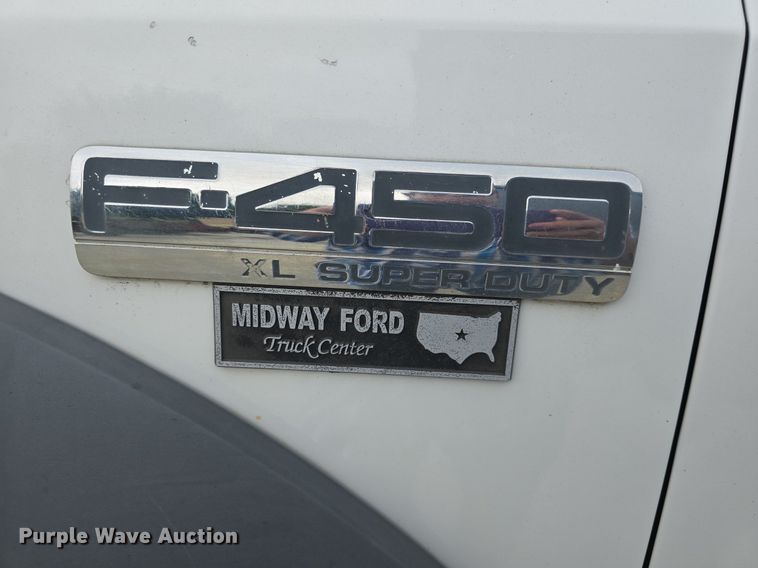 F-450
XL SUPER DUTY
MIDWAY FORD
Truck Center
Purple Wave Auction